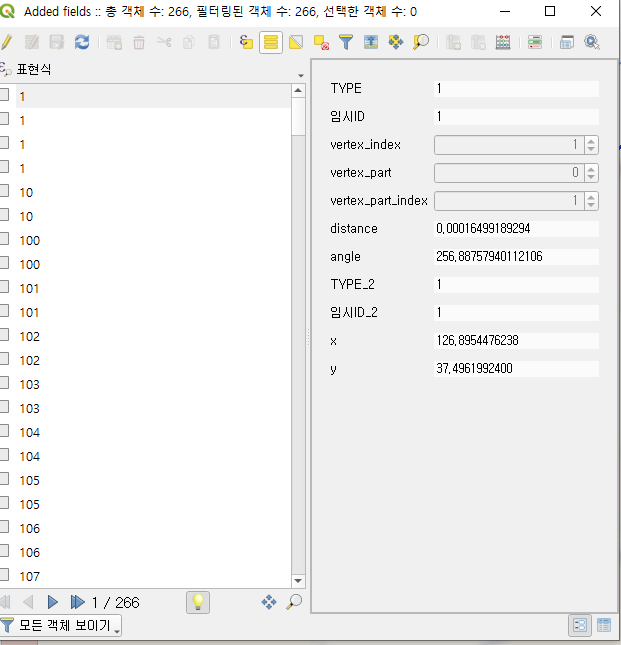 Added fields :: 총 객체 수: 266, 필터링된 객체 수: 266, 선택한 객체 수: 0
표현식
1
1
1
1
10
10
100
100
101
101
102
102
103
103
104
104
105
105
106
106
107
TYPE 1
임시ID 1
vertex_index 1
vertex_part 0
vertex_part_index 1
distance 0,00016499189294
angle 256,88757940112106
TYPE_2 1
임시ID_2 1
x 126,8954476238
y 37,4961992400
1 / 266
모든 객체 보이기